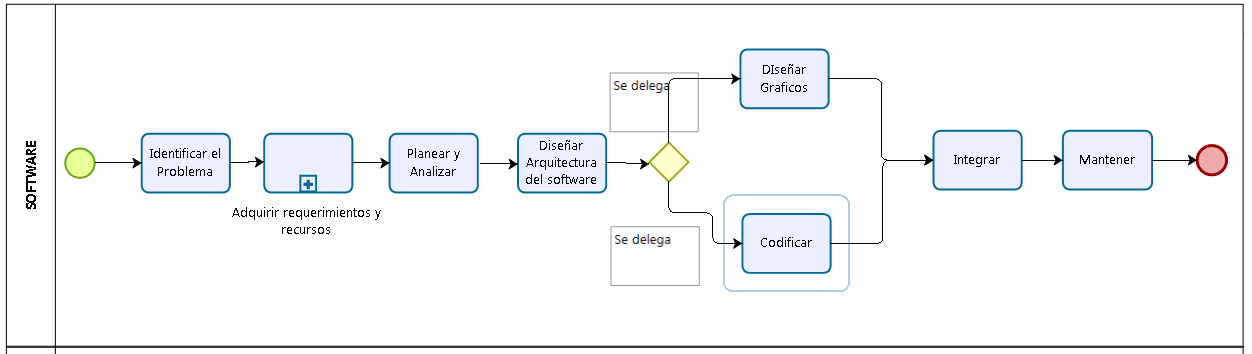 SOFTWARE
Identificar el
Problema
Adquirir requerimientos y
recursos
Planear y
Analizar
Diseñar
Arquitectura
del software
Se delega
Se delega
DIseñar
Graficos
Codificar
Integrar
Mantener